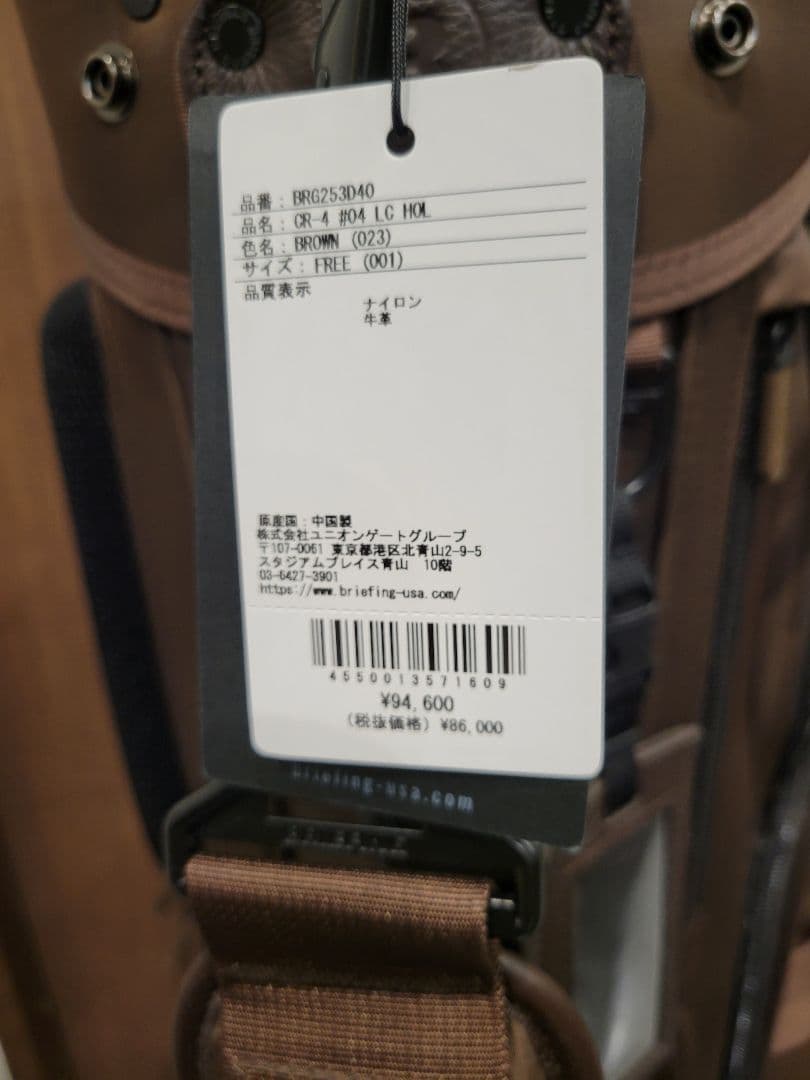 品番: BRG253D40
品名: CR-4 #04 LC HOL
色名: BROWN (023)
サイズ: FREE (001)
品質表示
ナイロン
牛革
原産国:中国製
株式会社ユニオンゲートグループ
〒107-0061 東京都港区北青山2-9-5
スタジアムプレイス青山 10階
03-6427-3901
https://www.briefing-usa.com/
4550013571609
¥94,600
(税抜価格) ¥86,000
briefing-usa.com